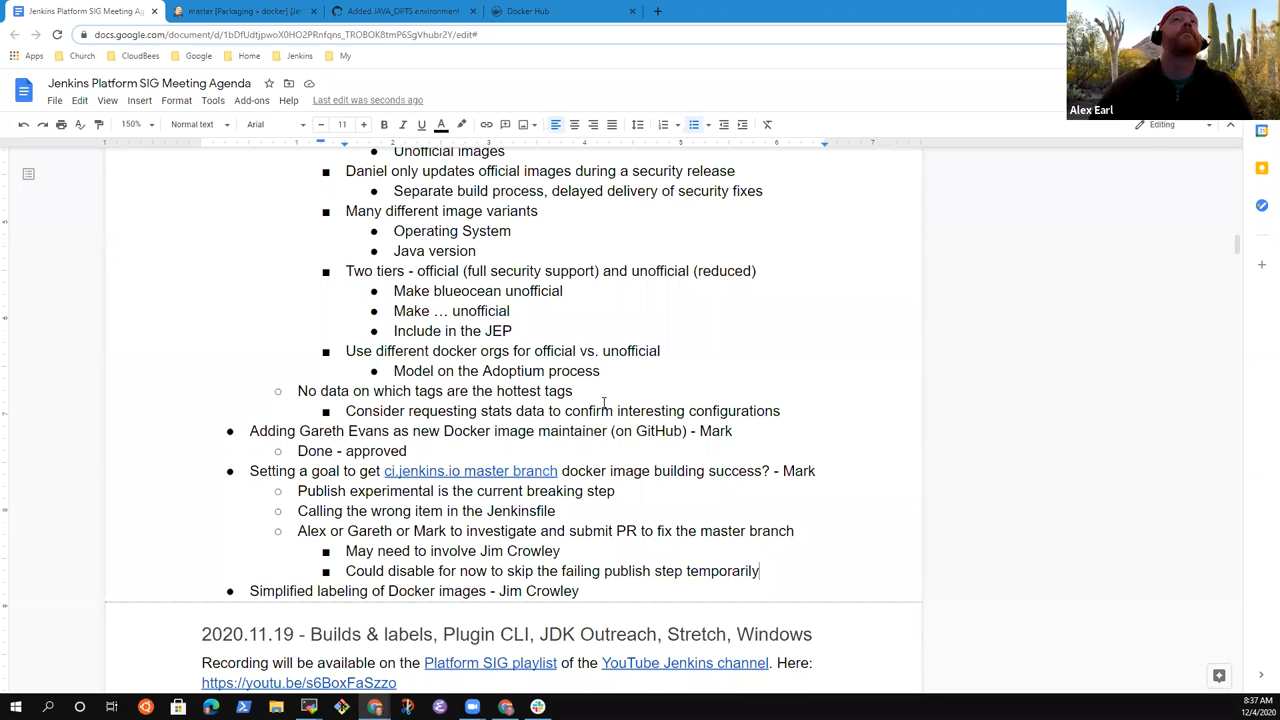 Jenkins Platform SIG Meeting Ag
master [Packaging » docker] [Jen
Added JAVA_OPTS environment
Docker Hub
docs.google.com/document/d/1bDfUdtjpwoX0HO2PRnfqns_TROBOK8tmP6SgVhubr2Y/edit#
Apps
Church
CloudBees
Google
Home
Jenkins
My
Alex Earl
Jenkins Platform SIG Meeting Agenda
File Edit View Insert Format Tools Add-ons Help Last edit was seconds ago
150% Normal text Arial 11 Editing
1 1 2 3 4 5 6 7
Unofficial images
Daniel only updates official images during a security release
Separate build process, delayed delivery of security fixes
Many different image variants
Operating System
Java version
Two tiers - official (full security support) and unofficial (reduced)
Make blueocean unofficial
Make … unofficial
Include in the JEP
Use different docker orgs for official vs. unofficial
Model on the Adoptium process
No data on which tags are the hottest tags
Consider requesting stats data to confirm interesting configurations
Adding Gareth Evans as new Docker image maintainer (on GitHub) - Mark
Done - approved
Setting a goal to get ci.jenkins.io master branch docker image building success? - Mark
Publish experimental is the current breaking step
Calling the wrong item in the Jenkinsfile
Alex or Gareth or Mark to investigate and submit PR to fix the master branch
May need to involve Jim Crowley
Could disable for now to skip the failing publish step temporarily
Simplified labeling of Docker images - Jim Crowley
2020.11.19 - Builds & labels, Plugin CLI, JDK Outreach, Stretch, Windows
Recording will be available on the Platform SIG playlist of the YouTube Jenkins channel. Here:
https://youtu.be/s6BoxFaSzzo
8:37 AM
12/4/2020